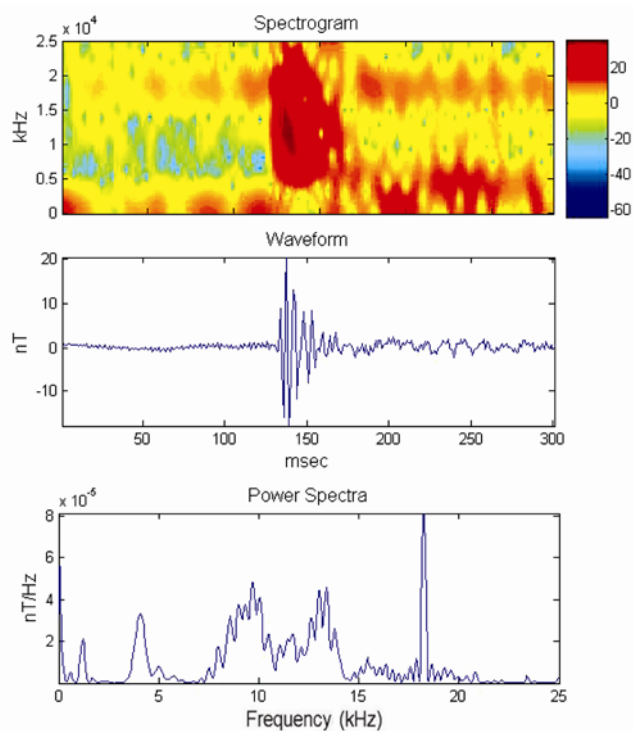 Spectrogram
x 10⁴
2.5
2
1.5
1
0.5
0
kHz
20
0
-20
-40
-60
Waveform
20
10
0
-10
nT
50 100 150 200 250 300
msec
Power Spectra
x 10⁻⁵
8
6
4
2
nT/Hz
0 5 10 15 20 25
Frequency (kHz)